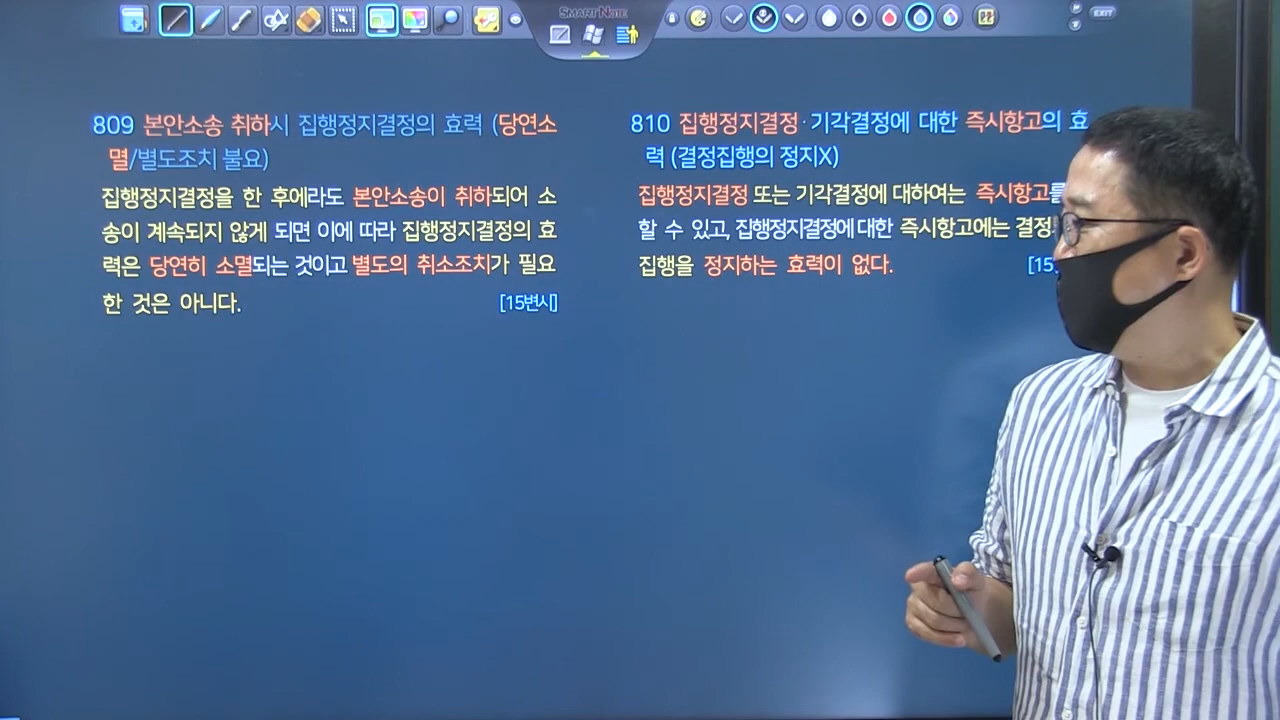 SMARTNOTE
EXIT
809 본안소송 취하시 집행정지결정의 효력 (당연소
멸/별도조치 불요)
집행정지결정을 한 후에라도 본안소송이 취하되어 소
송이 계속되지 않게 되면 이에 따라 집행정지결정의 효
력은 당연히 소멸되는 것이고 별도의 취소조치가 필요
한 것은 아니다. [15변시]
810 집행정지결정·기각결정에 대한 즉시항고의 효
력 (결정집행의 정지X)
집행정지결정 또는 기각결정에 대하여는 즉시항고를
할 수 있고, 집행정지결정에 대한 즉시항고에는 결정
집행을 정지하는 효력이 없다. [15